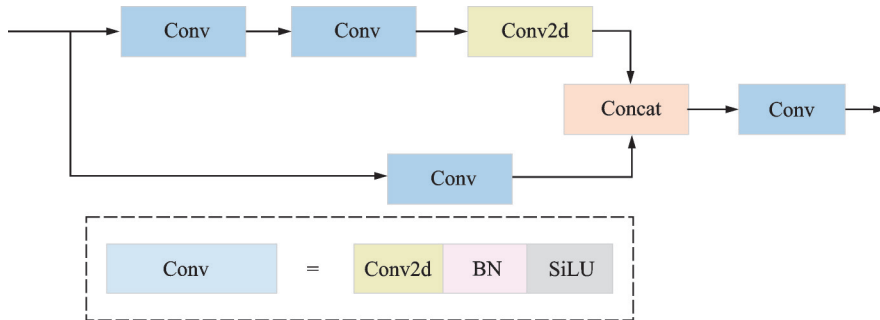 Conv Conv Conv2d
Concat Conv
Conv
Conv = Conv2d BN SiLU